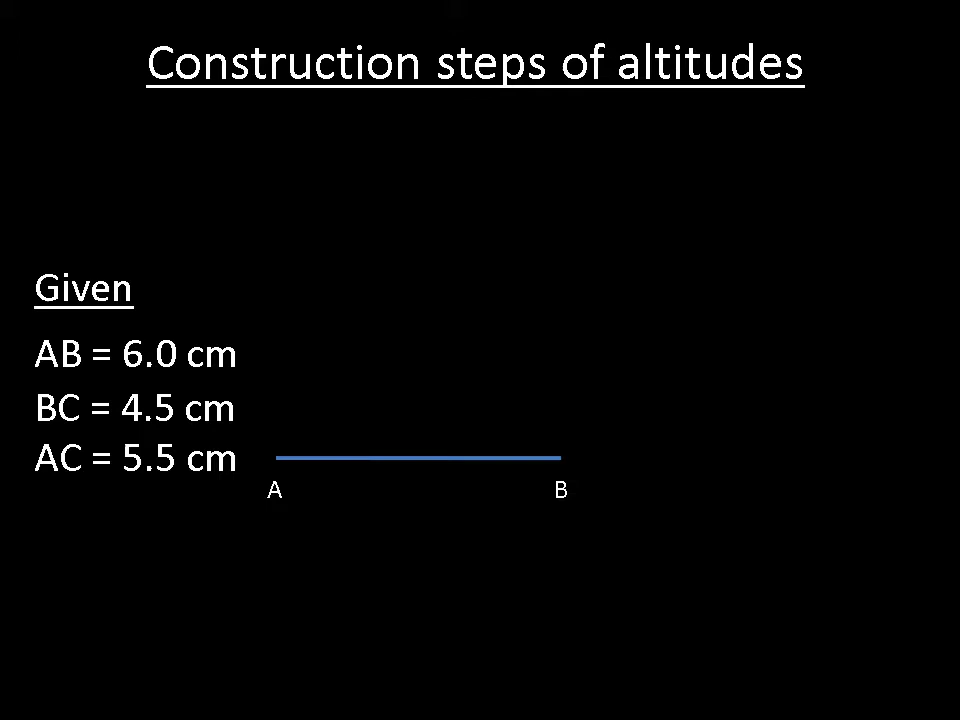 Construction steps of altitudes
Given
AB = 6.0 cm
BC = 4.5 cm
AC = 5.5 cm
A B